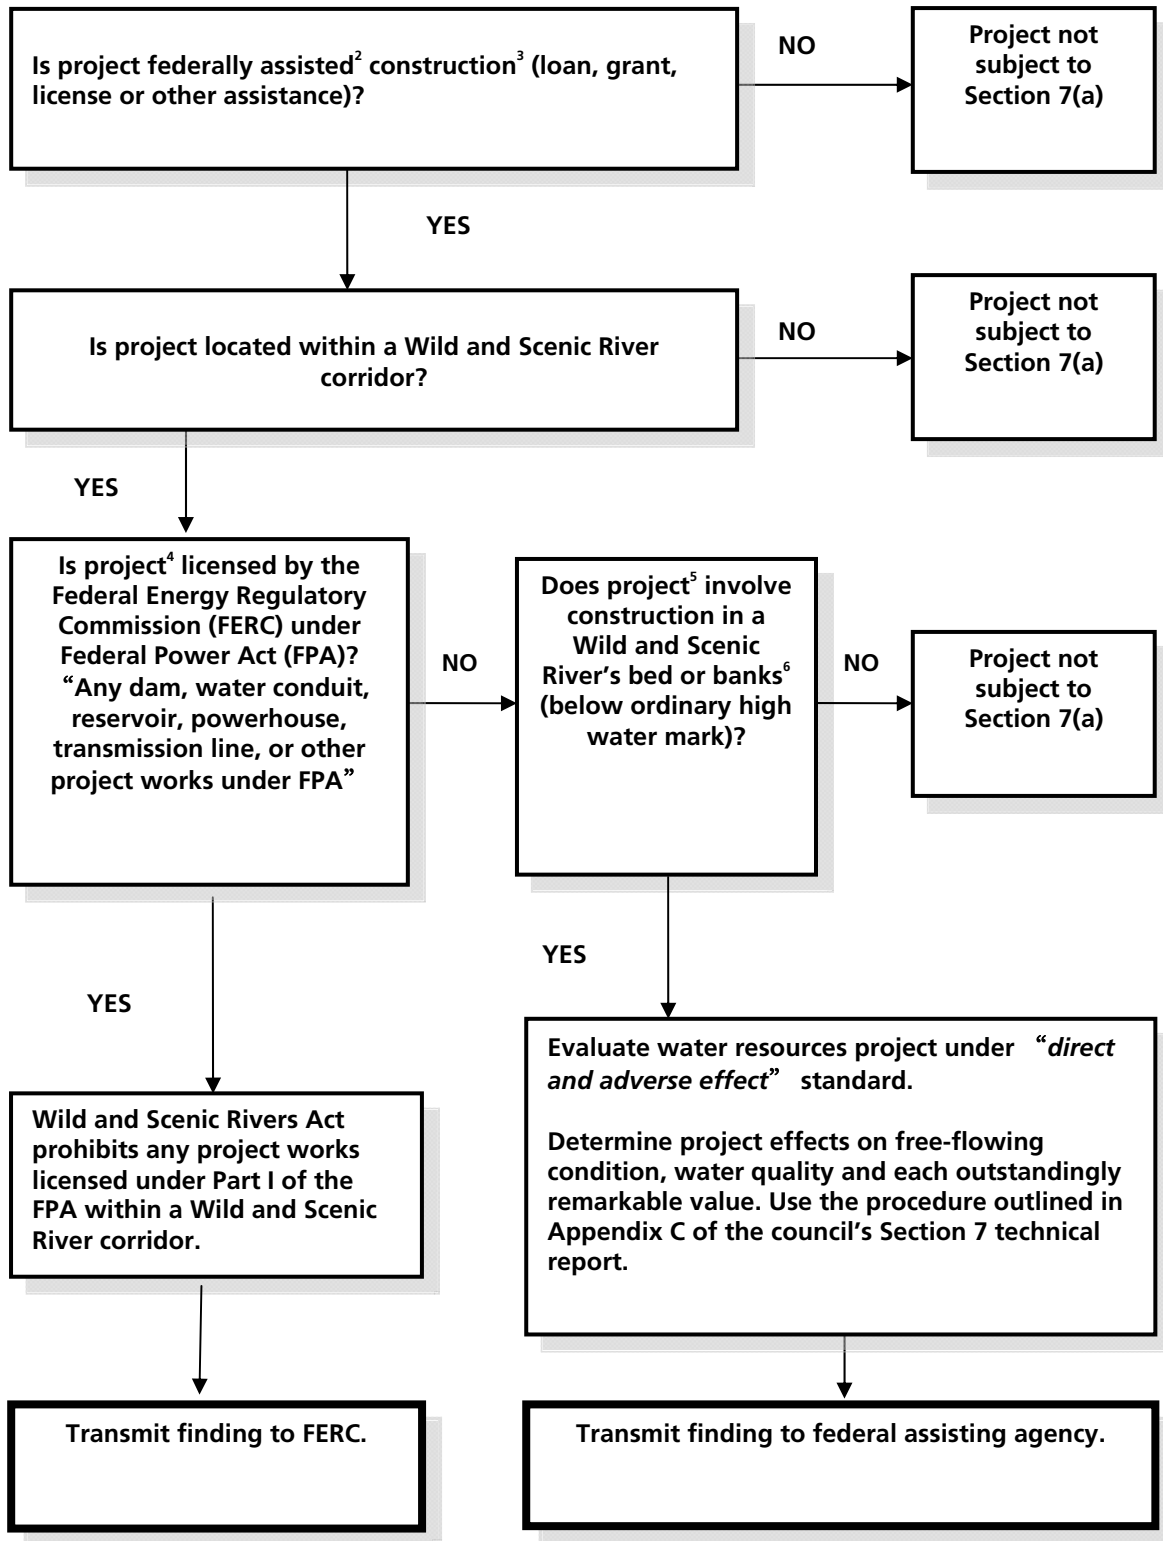 Is project federally assisted² construction³ (loan, grant,
license or other assistance)?
NO
Project not
subject to
Section 7(a)
YES
Is project located within a Wild and Scenic River
corridor?
NO
Project not
subject to
Section 7(a)
YES
Is project⁴ licensed by the
Federal Energy Regulatory
Commission (FERC) under
Federal Power Act (FPA)?
“Any dam, water conduit,
reservoir, powerhouse,
transmission line, or other
project works under FPA”
NO
Does project⁵ involve
construction in a
Wild and Scenic
River’s bed or banks⁶
(below ordinary high
water mark)?
NO
Project not
subject to
Section 7(a)
YES
YES
Wild and Scenic Rivers Act
prohibits any project works
licensed under Part I of the
FPA within a Wild and Scenic
River corridor.
Evaluate water resources project under “direct
and adverse effect” standard.
Determine project effects on free-flowing
condition, water quality and each outstandingly
remarkable value. Use the procedure outlined in
Appendix C of the council’s Section 7 technical
report.
Transmit finding to FERC.
Transmit finding to federal assisting agency.